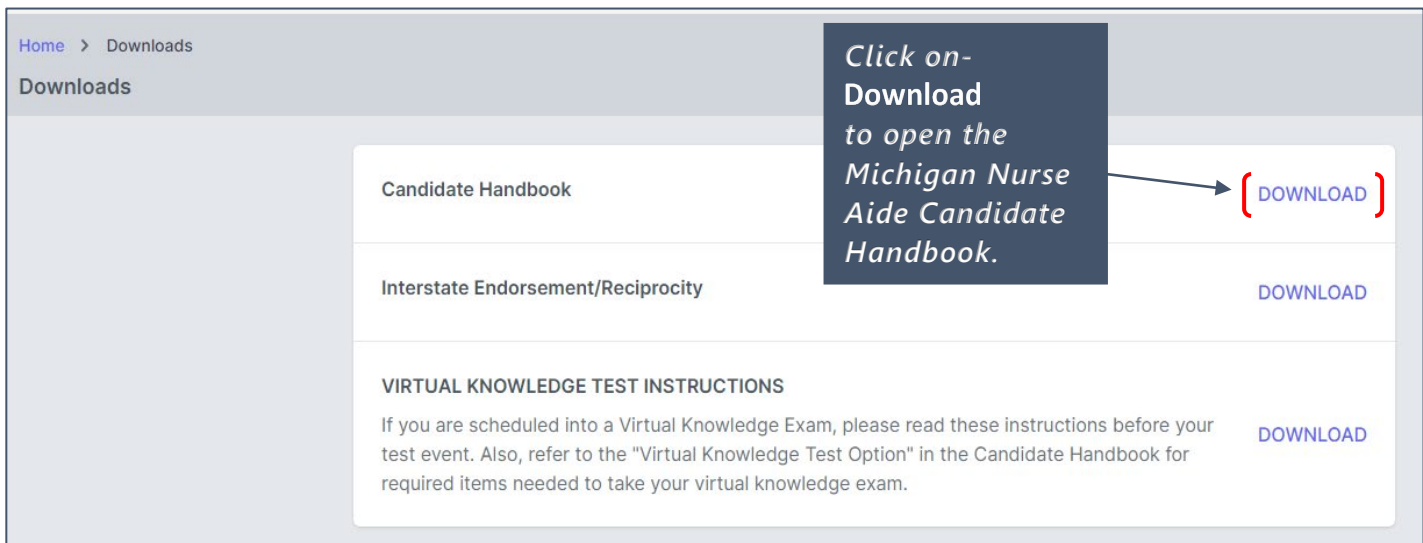 Home > Downloads
Downloads
Click on-
Download
to open the
Michigan Nurse
Aide Candidate
Handbook.
Candidate Handbook
DOWNLOAD
Interstate Endorsement/Reciprocity
DOWNLOAD
VIRTUAL KNOWLEDGE TEST INSTRUCTIONS
If you are scheduled into a Virtual Knowledge Exam, please read these instructions before your
test event. Also, refer to the "Virtual Knowledge Test Option" in the Candidate Handbook for
required items needed to take your virtual knowledge exam.
DOWNLOAD